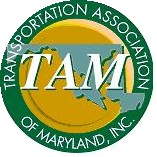 TRANSPORTATION ASSOCIATION
TAM
OF MARYLAND, INC.